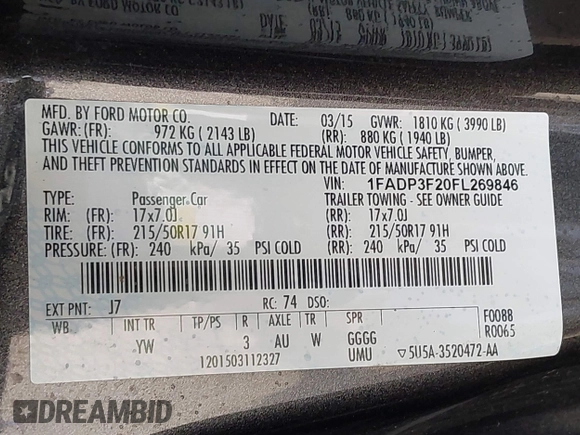 MFD. BY FORD MOTOR CO.
DATE: 03/15 GVWR: 1810 KG ( 3990 LB)
GAWR: (FR): 972 KG ( 2143 LB) (RR): 880 KG ( 1940 LB)
THIS VEHICLE CONFORMS TO ALL APPLICABLE FEDERAL MOTOR VEHICLE SAFETY, BUMPER,
AND THEFT PREVENTION STANDARDS IN EFFECT ON THE DATE OF MANUFACTURE SHOWN ABOVE.
VIN: 1FADP3F20FL269846
TYPE: Passenger Car TRAILER TOWING - SEE OWNER GUIDE
RIM: (FR): 17x7.0J (RR): 17x7.0J
TIRE: (FR): 215/50R17 91H (RR): 215/50R17 91H
PRESSURE: (FR): 240 kPa/ 35 PSI COLD (RR): 240 kPa/ 35 PSI COLD
EXT PNT: J7 RC: 74 DSO:
WB. INT TR TP/PS R AXLE TR SPR F0088
YW 3 AU W GGGG R0065
1201503112327 UMU ▽5U5A-3520472-AA
DREAMBID